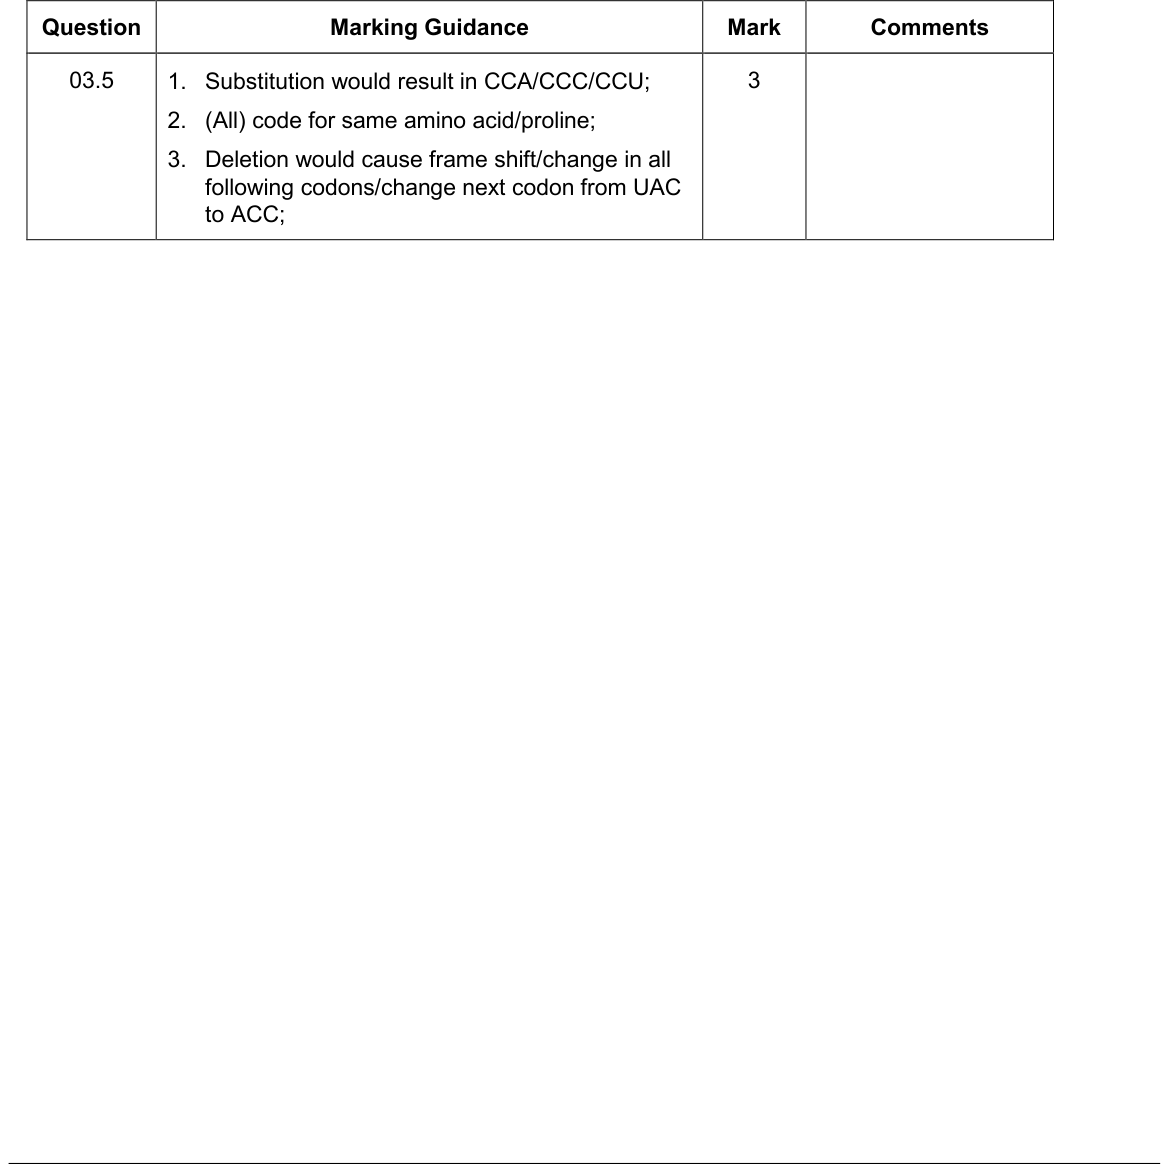 Question Marking Guidance Mark Comments
03.5 1. Substitution would result in CCA/CCC/CCU; 3
2. (All) code for same amino acid/proline;
3. Deletion would cause frame shift/change in all
following codons/change next codon from UAC
to ACC;